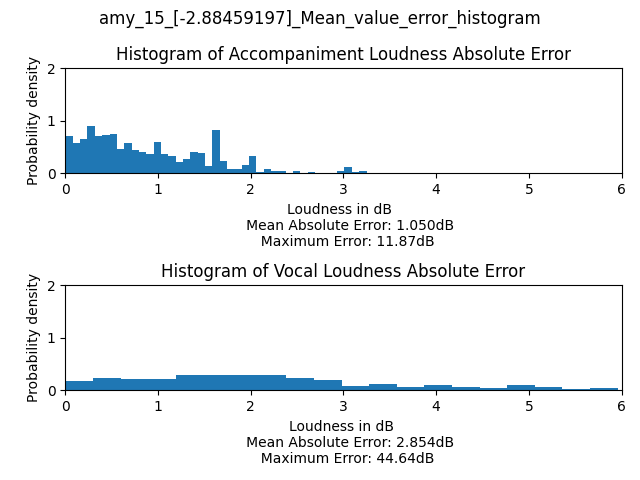 amy_15_[-2.88459197]_Mean_value_error_histogram
Histogram of Accompaniment Loudness Absolute Error
Probability density
2
1
0
0 1 2 3 4 5 6
Loudness in dB
Mean Absolute Error: 1.050dB
Maximum Error: 11.87dB
Histogram of Vocal Loudness Absolute Error
Probability density
2
1
0
0 1 2 3 4 5 6
Loudness in dB
Mean Absolute Error: 2.854dB
Maximum Error: 44.64dB